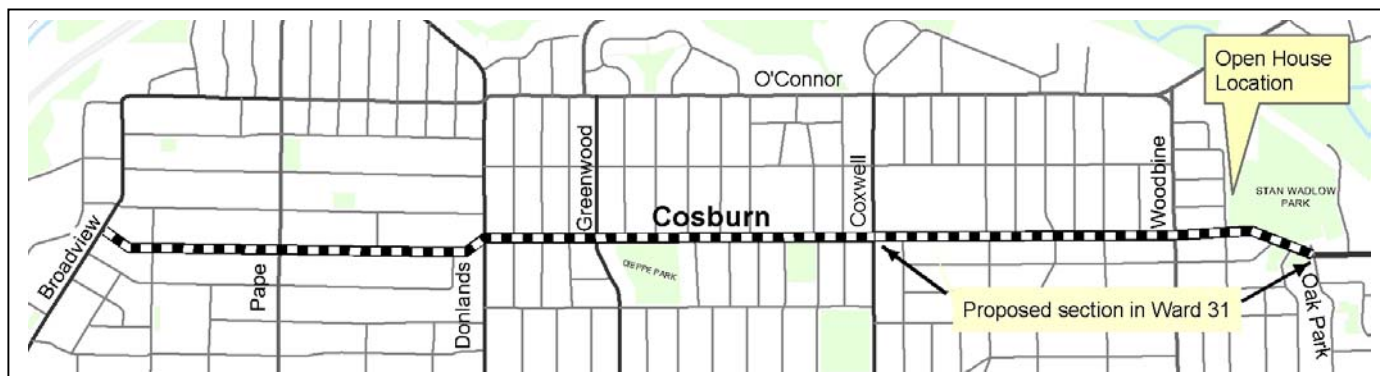 O'Connor
Open House
Location
Greenwood
Coxwell
Woodbine
STAN WADLOW
PARK
Cosburn
Broadview
Pape
Donlands
DIEPPE PARK
Proposed section in Ward 31
Oak Park